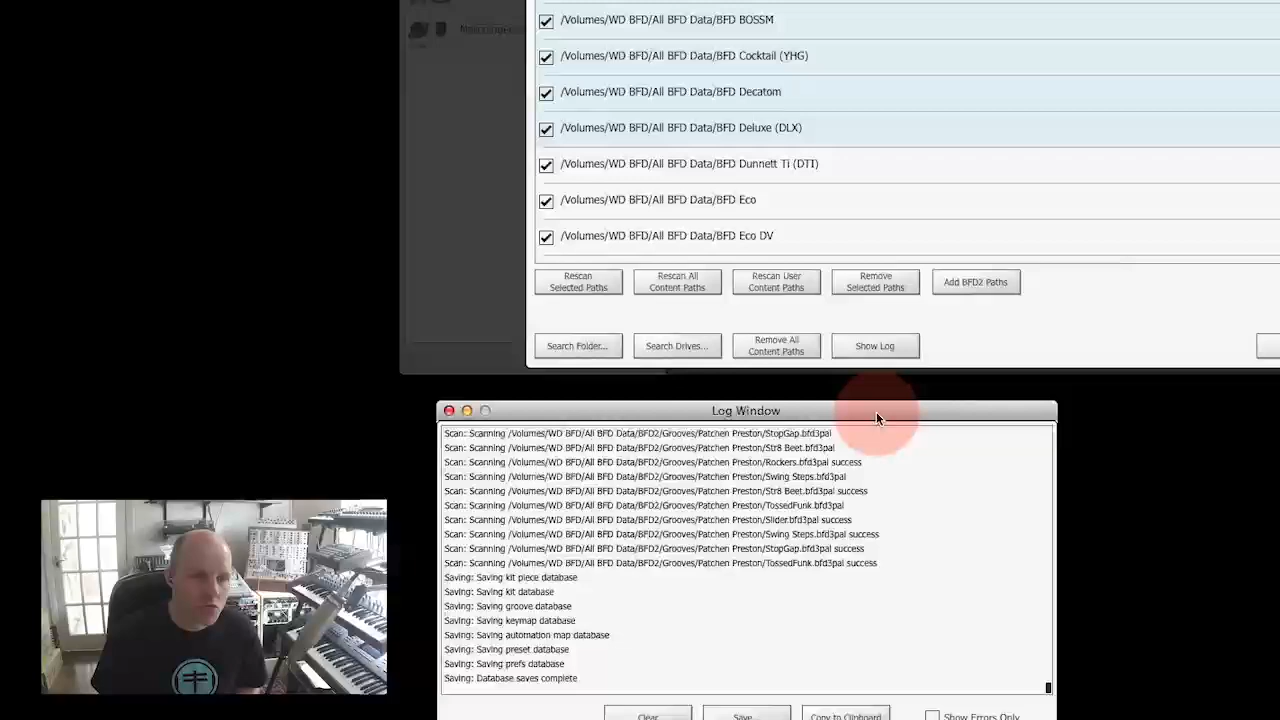 /Volumes/WD BFD/All BFD Data/BFD BOSSM
/Volumes/WD BFD/All BFD Data/BFD Cocktail (YHG)
/Volumes/WD BFD/All BFD Data/BFD Decatom
/Volumes/WD BFD/All BFD Data/BFD Deluxe (DLX)
/Volumes/WD BFD/All BFD Data/BFD Dunnett Ti (DTI)
/Volumes/WD BFD/All BFD Data/BFD Eco
/Volumes/WD BFD/All BFD Data/BFD Eco DV
Rescan Selected Paths
Rescan All Content Paths
Rescan User Content Paths
Remove Selected Paths
Add BFD2 Paths
Search Folder...
Search Drives...
Remove All Content Paths
Show Log
Log Window
Scan: Scanning /Volumes/WD BFD/All BFD Data/BFD2/Grooves/Patchen Preston/StopGap.bfd3pal
Scan: Scanning /Volumes/WD BFD/All BFD Data/BFD2/Grooves/Patchen Preston/Str8 Beet.bfd3pal
Scan: Scanning /Volumes/WD BFD/All BFD Data/BFD2/Grooves/Patchen Preston/Rockers.bfd3pal success
Scan: Scanning /Volumes/WD BFD/All BFD Data/BFD2/Grooves/Patchen Preston/Swing Steps.bfd3pal
Scan: Scanning /Volumes/WD BFD/All BFD Data/BFD2/Grooves/Patchen Preston/Str8 Beet.bfd3pal success
Scan: Scanning /Volumes/WD BFD/All BFD Data/BFD2/Grooves/Patchen Preston/TossedFunk.bfd3pal
Scan: Scanning /Volumes/WD BFD/All BFD Data/BFD2/Grooves/Patchen Preston/Slider.bfd3pal success
Scan: Scanning /Volumes/WD BFD/All BFD Data/BFD2/Grooves/Patchen Preston/Swing Steps.bfd3pal success
Scan: Scanning /Volumes/WD BFD/All BFD Data/BFD2/Grooves/Patchen Preston/StopGap.bfd3pal success
Scan: Scanning /Volumes/WD BFD/All BFD Data/BFD2/Grooves/Patchen Preston/TossedFunk.bfd3pal success
Saving: Saving kit piece database
Saving: Saving kit database
Saving: Saving groove database
Saving: Saving keymap database
Saving: Saving automation map database
Saving: Saving preset database
Saving: Saving prefs database
Saving: Database saves complete
Clear
Save...
Copy to Clipboard
Show Errors Only